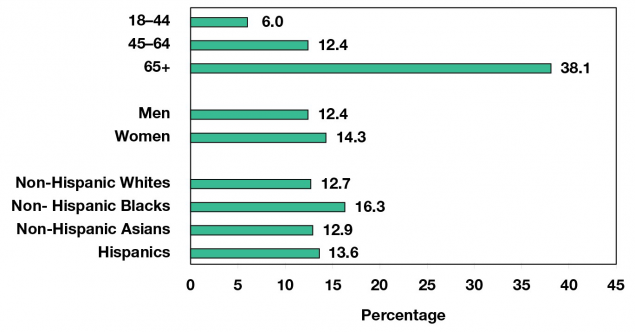 18–44 6.0
45–64 12.4
65+ 38.1
Men 12.4
Women 14.3
Non-Hispanic Whites 12.7
Non- Hispanic Blacks 16.3
Non-Hispanic Asians 12.9
Hispanics 13.6
0 5 10 15 20 25 30 35 40 45
Percentage